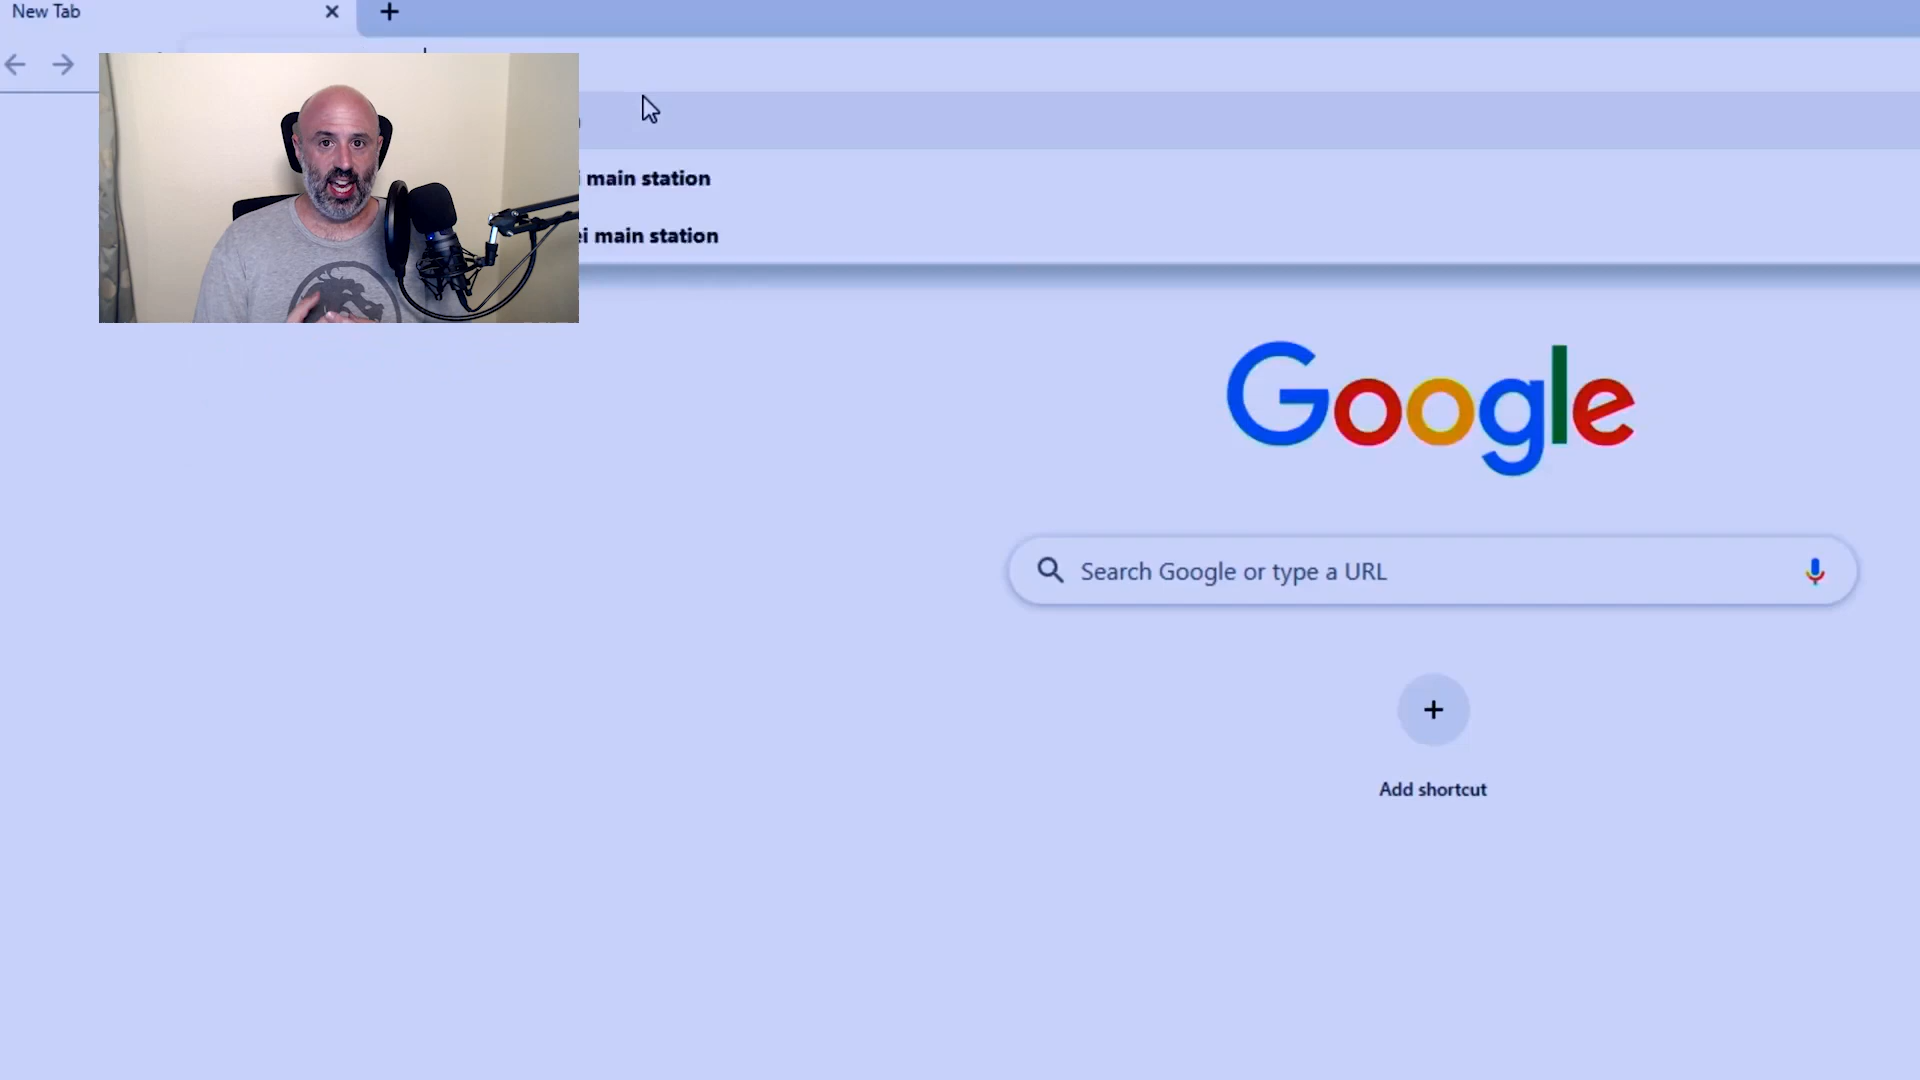 New Tab
main station
main station
Google
Search Google or type a URL
Add shortcut